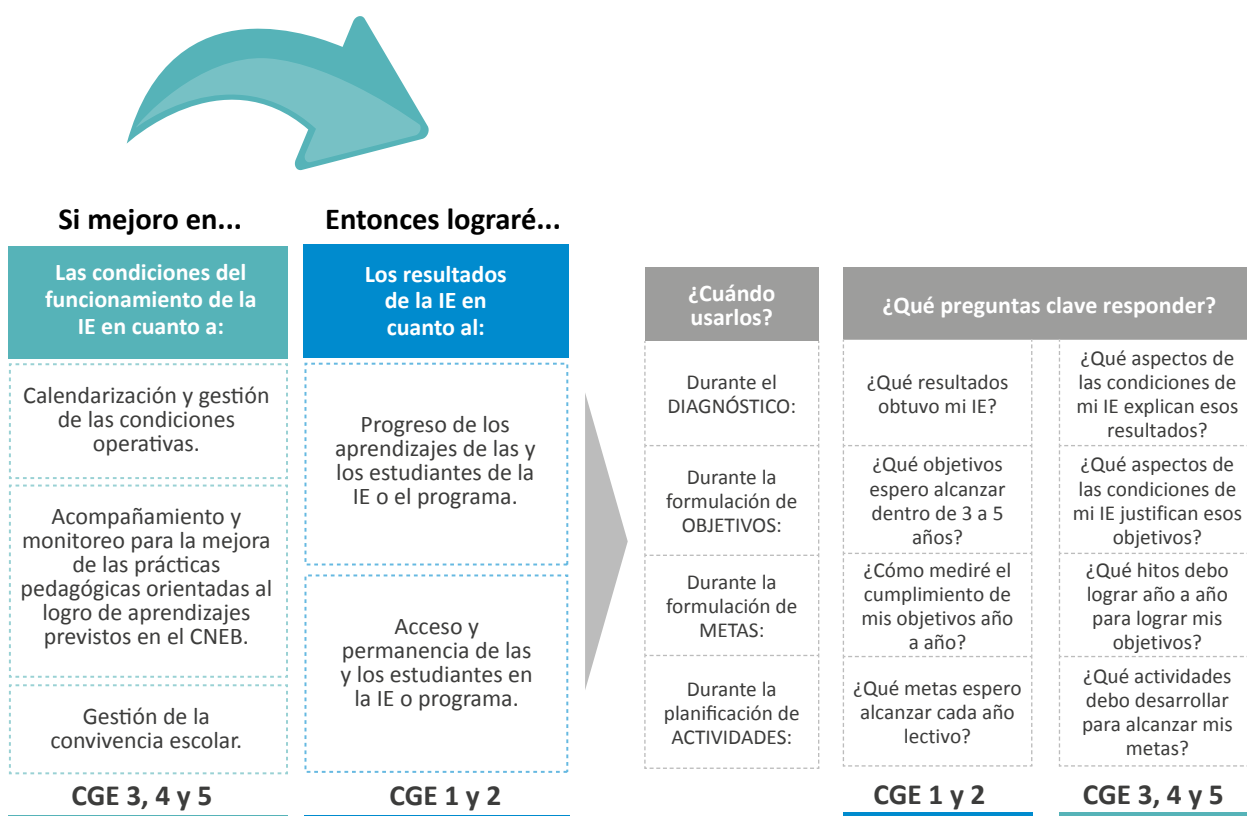 Si mejoro en...
Las condiciones del
funcionamiento de la
IE en cuanto a:
Calendarización y gestión
de las condiciones
operativas.
Acompañamiento y
monitoreo para la mejora
de las prácticas
pedagógicas orientadas al
logro de aprendizajes
previstos en el CNEB.
Gestión de la
convivencia escolar.
CGE 3, 4 y 5
Entonces lograré...
Los resultados
de la IE en
cuanto al:
Progreso de los
aprendizajes de las y
los estudiantes de la
IE o el programa.
Acceso y
permanencia de las
y los estudiantes en
la IE o programa.
CGE 1 y 2
¿Cuándo
usarlos?
¿Qué preguntas clave responder?
Durante el
DIAGNÓSTICO:
¿Qué resultados
obtuvo mi IE?
¿Qué aspectos de
las condiciones de
mi IE explican esos
resultados?
Durante la
formulación de
OBJETIVOS:
¿Qué objetivos
espero alcanzar
dentro de 3 a 5
años?
¿Qué aspectos de
las condiciones de
mi IE justifican esos
objetivos?
Durante la
formulación de
METAS:
¿Cómo mediré el
cumplimiento de
mis objetivos año
a año?
¿Qué hitos debo
lograr año a año
para lograr mis
objetivos?
Durante la
planificación de
ACTIVIDADES:
¿Qué metas espero
alcanzar cada año
lectivo?
¿Qué actividades
debo desarrollar
para alcanzar mis
metas?
CGE 1 y 2
CGE 3, 4 y 5